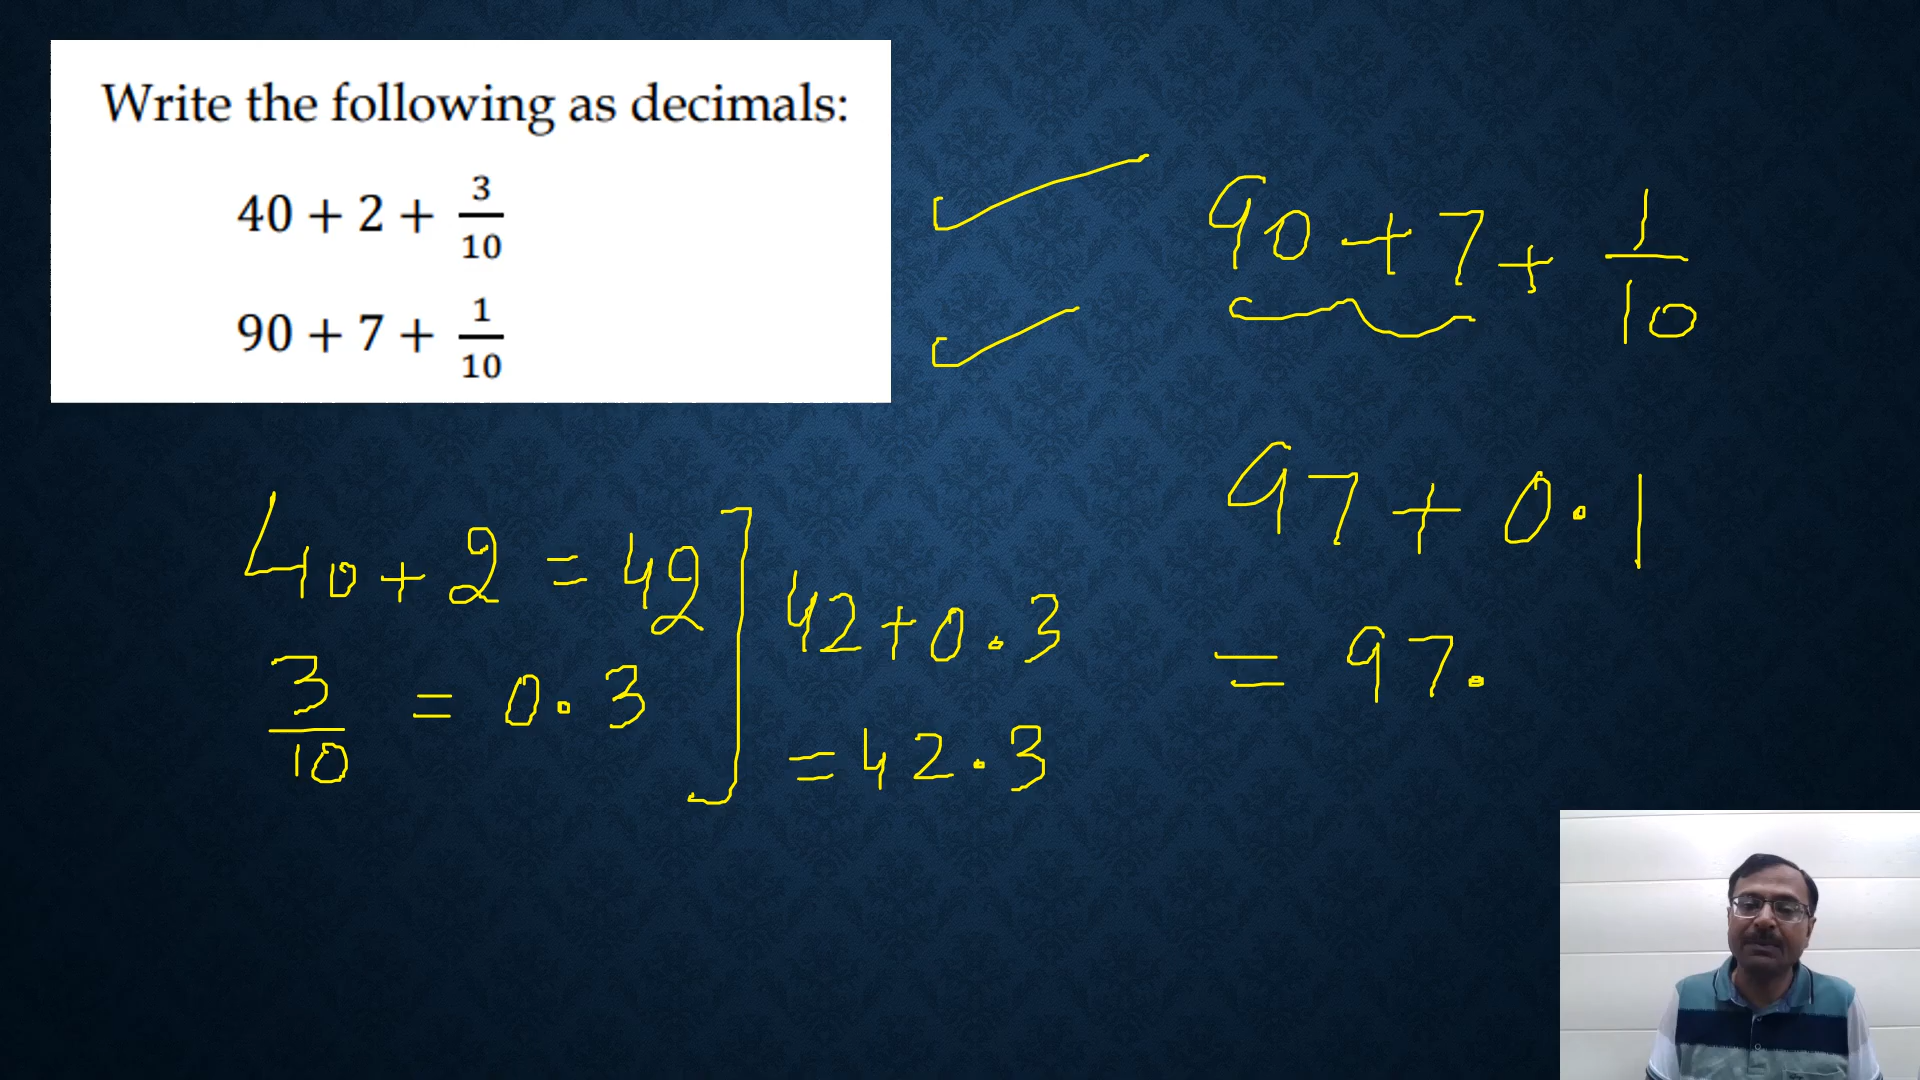 Write the following as decimals:
40 + 2 + 3/10
90 + 7 + 1/10
90 + 7 + 1/10
97 + 0.1
= 97.
40 + 2 = 42
3/10 = 0.3
42 + 0.3
= 42.3